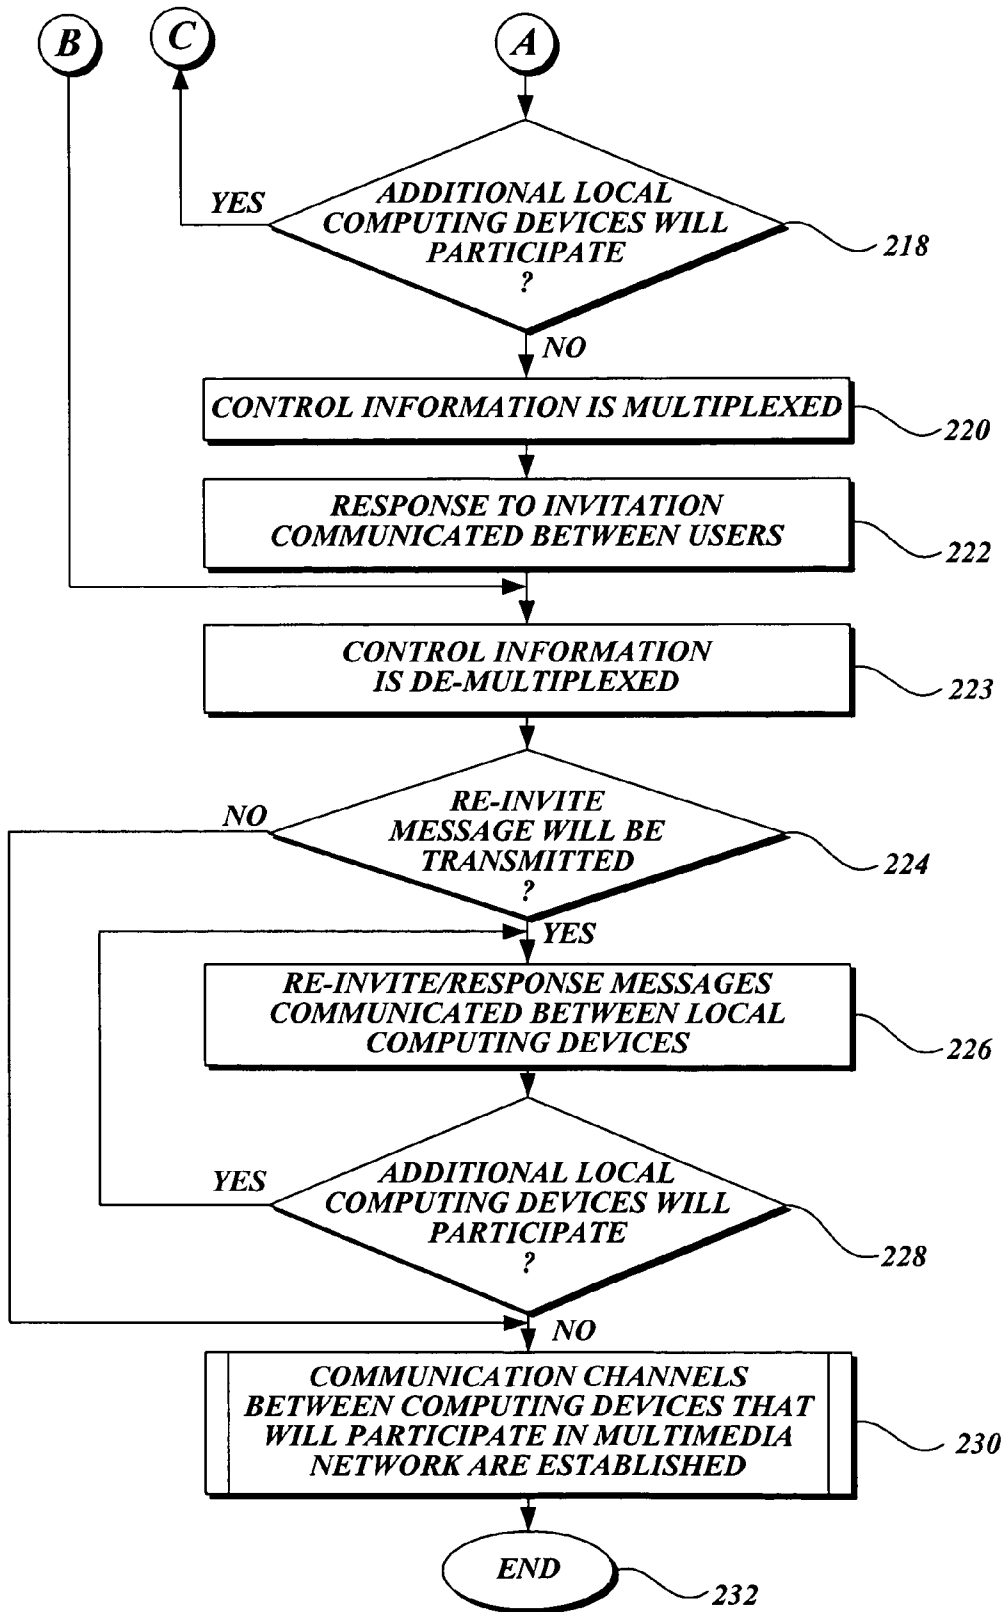 B
C
A
ADDITIONAL LOCAL
COMPUTING DEVICES WILL
PARTICIPATE
?
YES
218
NO
CONTROL INFORMATION IS MULTIPLEXED
220
RESPONSE TO INVITATION
COMMUNICATED BETWEEN USERS
222
CONTROL INFORMATION
IS DE-MULTIPLEXED
223
RE-INVITE
MESSAGE WILL BE
TRANSMITTED
?
NO
224
YES
RE-INVITE/RESPONSE MESSAGES
COMMUNICATED BETWEEN LOCAL
COMPUTING DEVICES
226
ADDITIONAL LOCAL
COMPUTING DEVICES WILL
PARTICIPATE
?
YES
228
NO
COMMUNICATION CHANNELS
BETWEEN COMPUTING DEVICES THAT
WILL PARTICIPATE IN MULTIMEDIA
NETWORK ARE ESTABLISHED
230
END
232